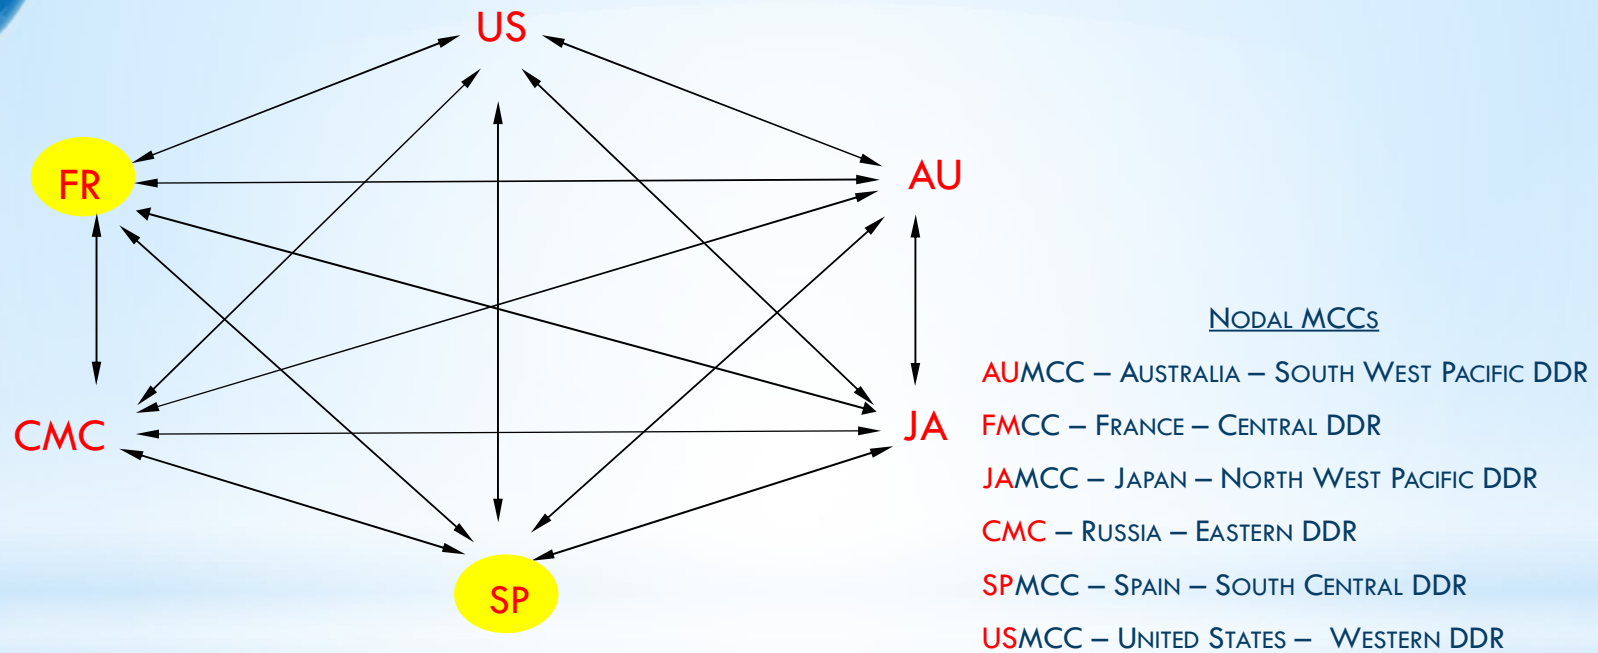 US
FR
AU
CMC
JA
SP
Nodal MCCs
AUMCC – Australia – South West Pacific DDR
FMCC – France – Central DDR
JAMCC – Japan – North West Pacific DDR
CMC – Russia – Eastern DDR
SPMCC – Spain – South Central DDR
USMCC – United States – Western DDR